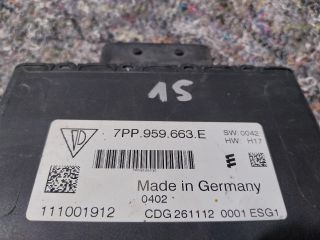 15
7PP.959.663.E
SW:0042
HW: H17
Made in Germany
0402
111001912
CDG 261112 0001 ESG1